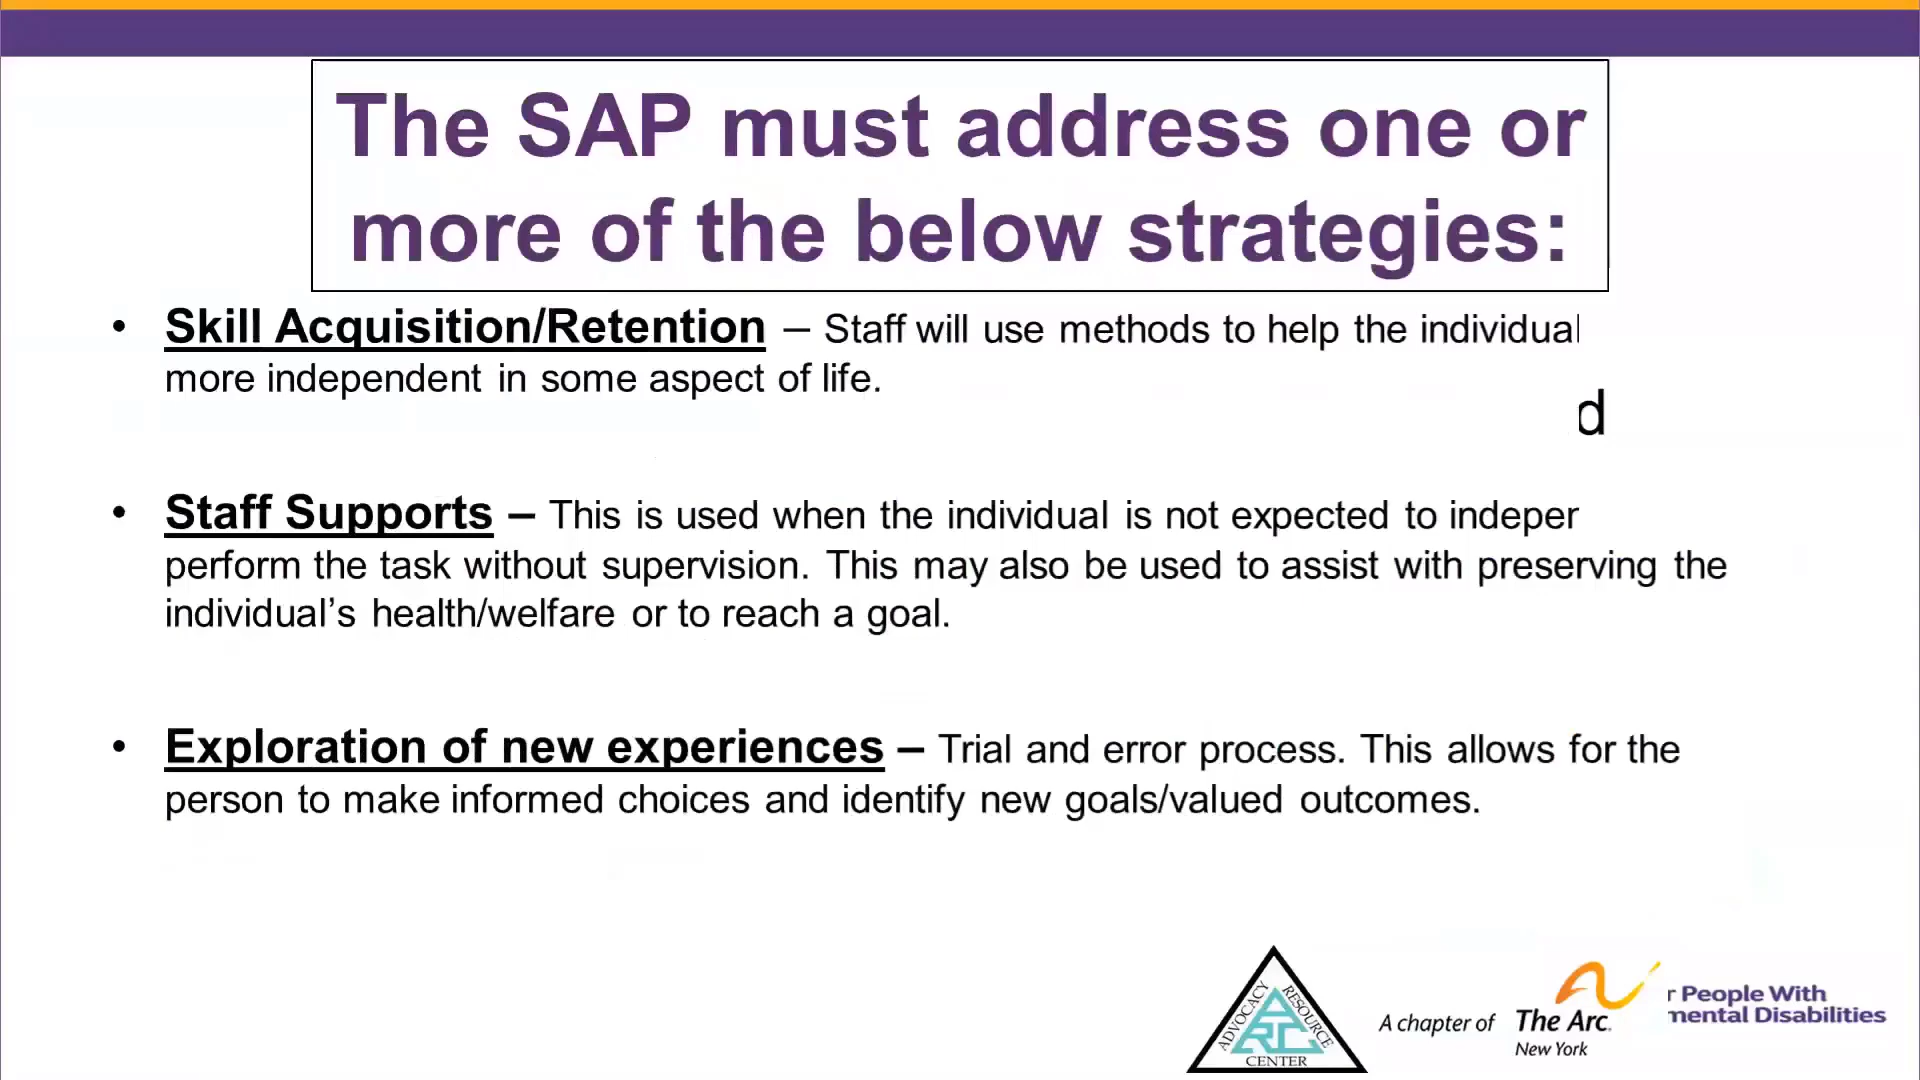 The SAP must address one or
more of the below strategies:
• Skill Acquisition/Retention – Staff will use methods to help the individual
more independent in some aspect of life.
d
• Staff Supports – This is used when the individual is not expected to indeper
perform the task without supervision. This may also be used to assist with preserving the
individual’s health/welfare or to reach a goal.
• Exploration of new experiences – Trial and error process. This allows for the
person to make informed choices and identify new goals/valued outcomes.
ADVOCACY RESOURCE CENTER
ARC
A chapter of The Arc.
New York
r People With
mental Disabilities